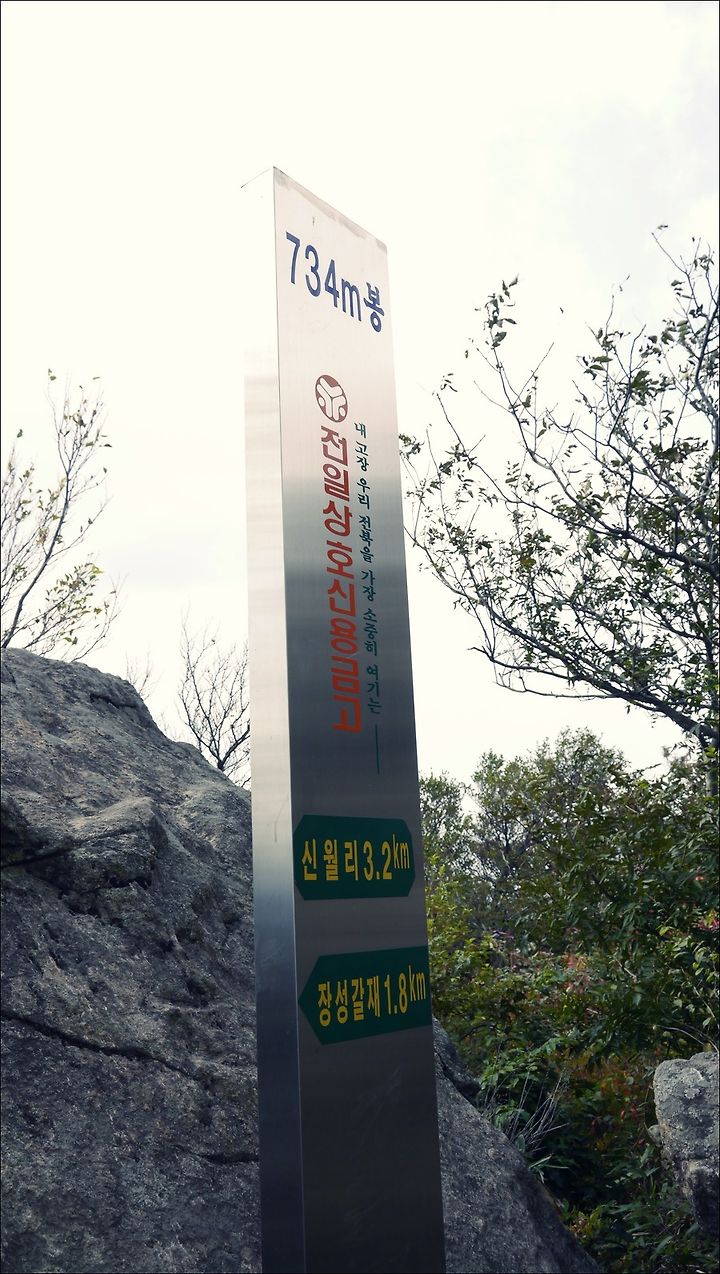 734m봉
내 고장 우리 전북을 가장 소중히 여기는
전일상호신용금고
신월리 3.2km
장성갈재 1.8km